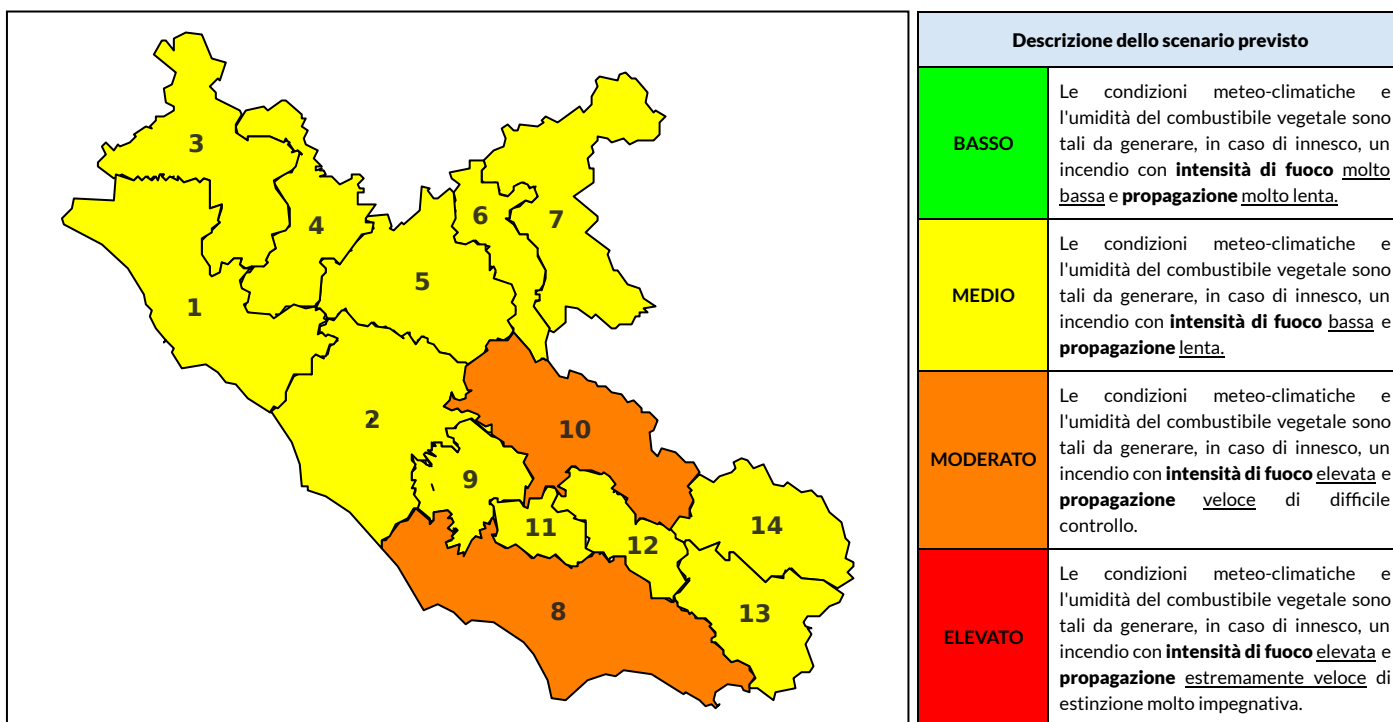 3
4
6
7
1
5
2
10
9
11
14
12
8
13
Descrizione dello scenario previsto
BASSO
Le condizioni meteo-climatiche e
l'umidità del combustibile vegetale sono
tali da generare, in caso di innesco, un
incendio con intensità di fuoco molto
bassa e propagazione molto lenta.
MEDIO
Le condizioni meteo-climatiche e
l'umidità del combustibile vegetale sono
tali da generare, in caso di innesco, un
incendio con intensità di fuoco bassa e
propagazione lenta.
MODERATO
Le condizioni meteo-climatiche e
l'umidità del combustibile vegetale sono
tali da generare, in caso di innesco, un
incendio con intensità di fuoco elevata e
propagazione veloce di difficile
controllo.
ELEVATO
Le condizioni meteo-climatiche e
l'umidità del combustibile vegetale sono
tali da generare, in caso di innesco, un
incendio con intensità di fuoco elevata e
propagazione estremamente veloce di
estinzione molto impegnativa.